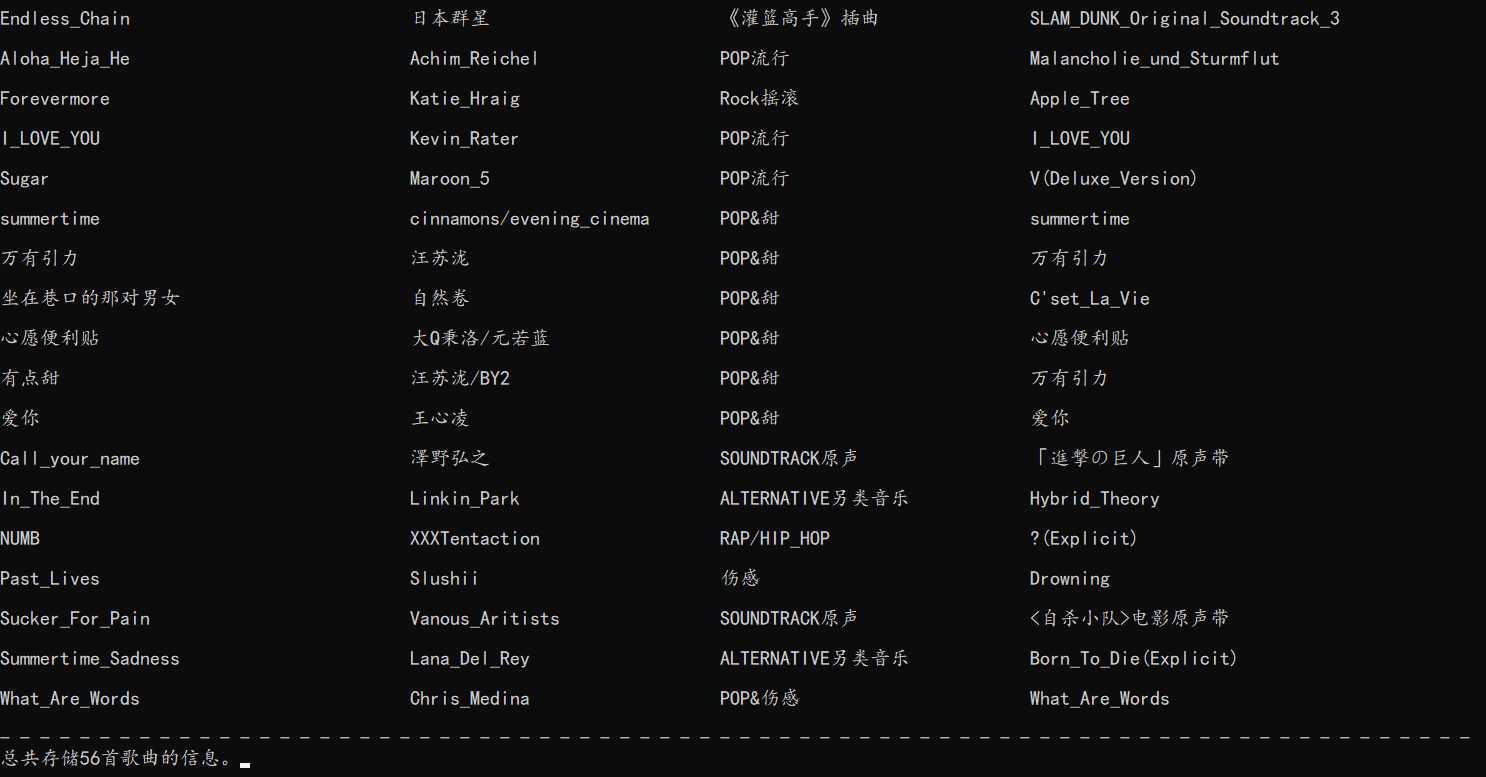 Endless_Chain 日本群星 《灌篮高手》插曲 SLAM_DUNK_Original_Soundtrack_3
Aloha_Heja_He Achim_Reichel POP流行 Malancholie_und_Sturmflut
Forevermore Katie_Hraig Rock摇滚 Apple_Tree
I_LOVE_YOU Kevin_Rater POP流行 I_LOVE_YOU
Sugar Maroon_5 POP流行 V(Deluxe_Version)
summertime cinnamons/evening_cinema POP&甜 summertime
万有引力 汪苏泷 POP&甜 万有引力
坐在巷口的那对男女 自然卷 POP&甜 C'set_La_Vie
心愿便利贴 大Q秉洛/元若蓝 POP&甜 心愿便利贴
有点甜 汪苏泷/BY2 POP&甜 万有引力
爱你 王心凌 POP&甜 爱你
Call_your_name 澤野弘之 SOUNDTRACK原声 「進撃の巨人」原声带
In_The_End Linkin_Park ALTERNATIVE另类音乐 Hybrid_Theory
NUMB XXXTentaction RAP/HIP_HOP ?(Explicit)
Past_Lives Slushii 伤感 Drowning
Sucker_For_Pain Vanous_Aritists SOUNDTRACK原声 <自杀小队>电影原声带
Summertime_Sadness Lana_Del_Rey ALTERNATIVE另类音乐 Born_To_Die(Explicit)
What_Are_Words Chris_Medina POP&伤感 What_Are_Words
总共存储56首歌曲的信息。